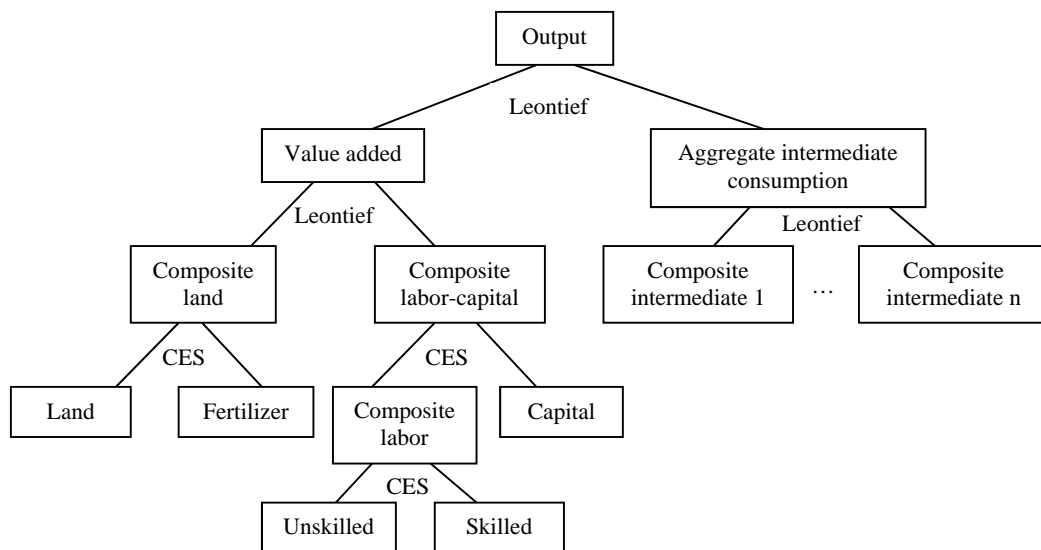 Output
Leontief
Value added
Aggregate intermediate
consumption
Leontief
Leontief
Composite
land
Composite
labor-capital
Composite
intermediate 1
…
Composite
intermediate n
CES
CES
Land
Fertilizer
Composite
labor
Capital
CES
Unskilled
Skilled